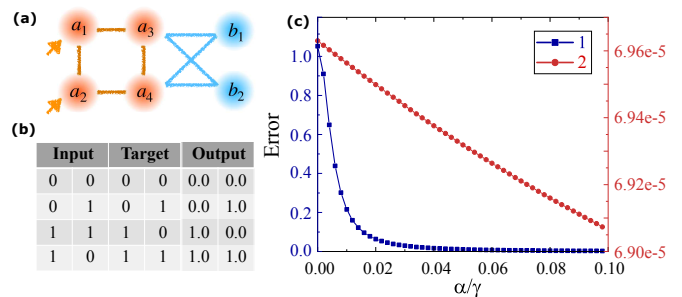 (a)
a1 a3 b1
a2 a4 b2
(b)
Input Target Output
0 0 0 0 0.0 0.0
0 1 0 1 0.0 1.0
1 1 1 0 1.0 0.0
1 0 1 1 1.0 1.0
(c)
1
2
Error
1.0
0.8
0.6
0.4
0.2
0.0
6.96e-5
6.94e-5
6.92e-5
6.90e-5
0.00 0.02 0.04 0.06 0.08 0.10
α/γ